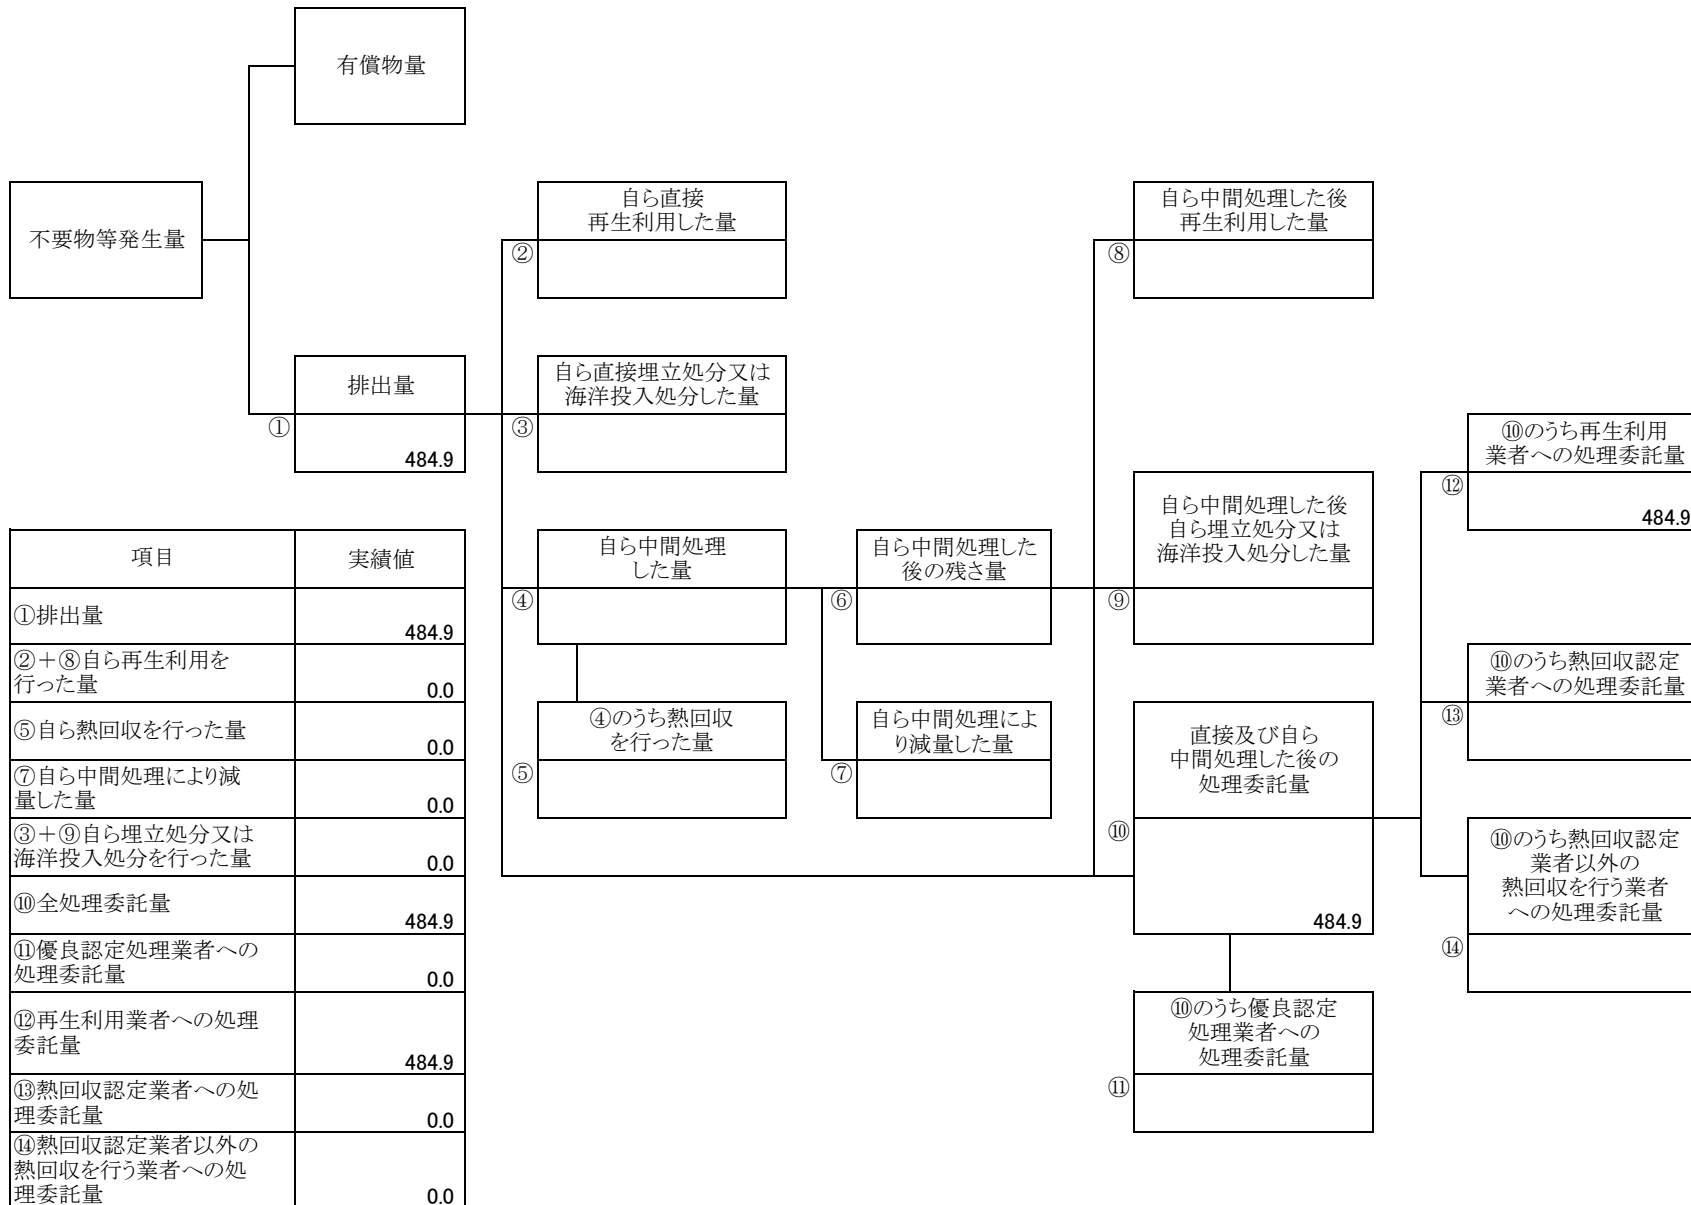 有償物量
不要物等発生量
自ら直接
再生利用した量
②
自ら中間処理した後
再生利用した量
⑧
排出量
①
484.9
自ら直接埋立処分又は
海洋投入処分した量
③
⑩のうち再生利用
業者への処理委託量
⑫
484.9
自ら中間処理
した量
④
自ら中間処理した
後の残さ量
⑥
自ら中間処理した後
自ら埋立処分又は
海洋投入処分した量
⑨
⑩のうち熱回収認定
業者への処理委託量
⑬
④のうち熱回収
を行った量
⑤
自ら中間処理によ
り減量した量
⑦
直接及び自ら
中間処理した後の
処理委託量
⑩
484.9
⑩のうち熱回収認定
業者以外の
熱回収を行う業者
への処理委託量
⑭
⑩のうち優良認定
処理業者への
処理委託量
⑪
項目 実績値
①排出量 484.9
②+⑧自ら再生利用を
行った量 0.0
⑤自ら熱回収を行った量 0.0
⑦自ら中間処理により減
量した量 0.0
③+⑨自ら埋立処分又は
海洋投入処分を行った量 0.0
⑩全処理委託量 484.9
⑪優良認定処理業者への
処理委託量 0.0
⑫再生利用業者への処理
委託量 484.9
⑬熱回収認定業者への処
理委託量 0.0
⑭熱回収認定業者以外の
熱回収を行う業者への処
理委託量 0.0